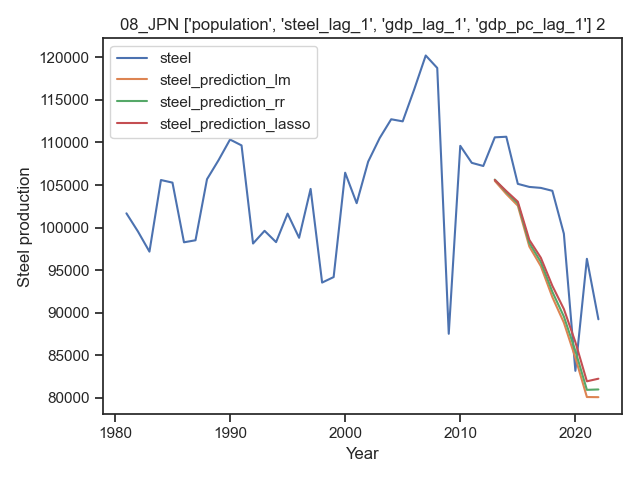 08_JPN ['population', 'steel_lag_1', 'gdp_lag_1', 'gdp_pc_lag_1'] 2
steel
steel_prediction_lm
steel_prediction_rr
steel_prediction_lasso
Steel production
120000
115000
110000
105000
100000
95000
90000
85000
80000
1980
1990
2000
2010
2020
Year